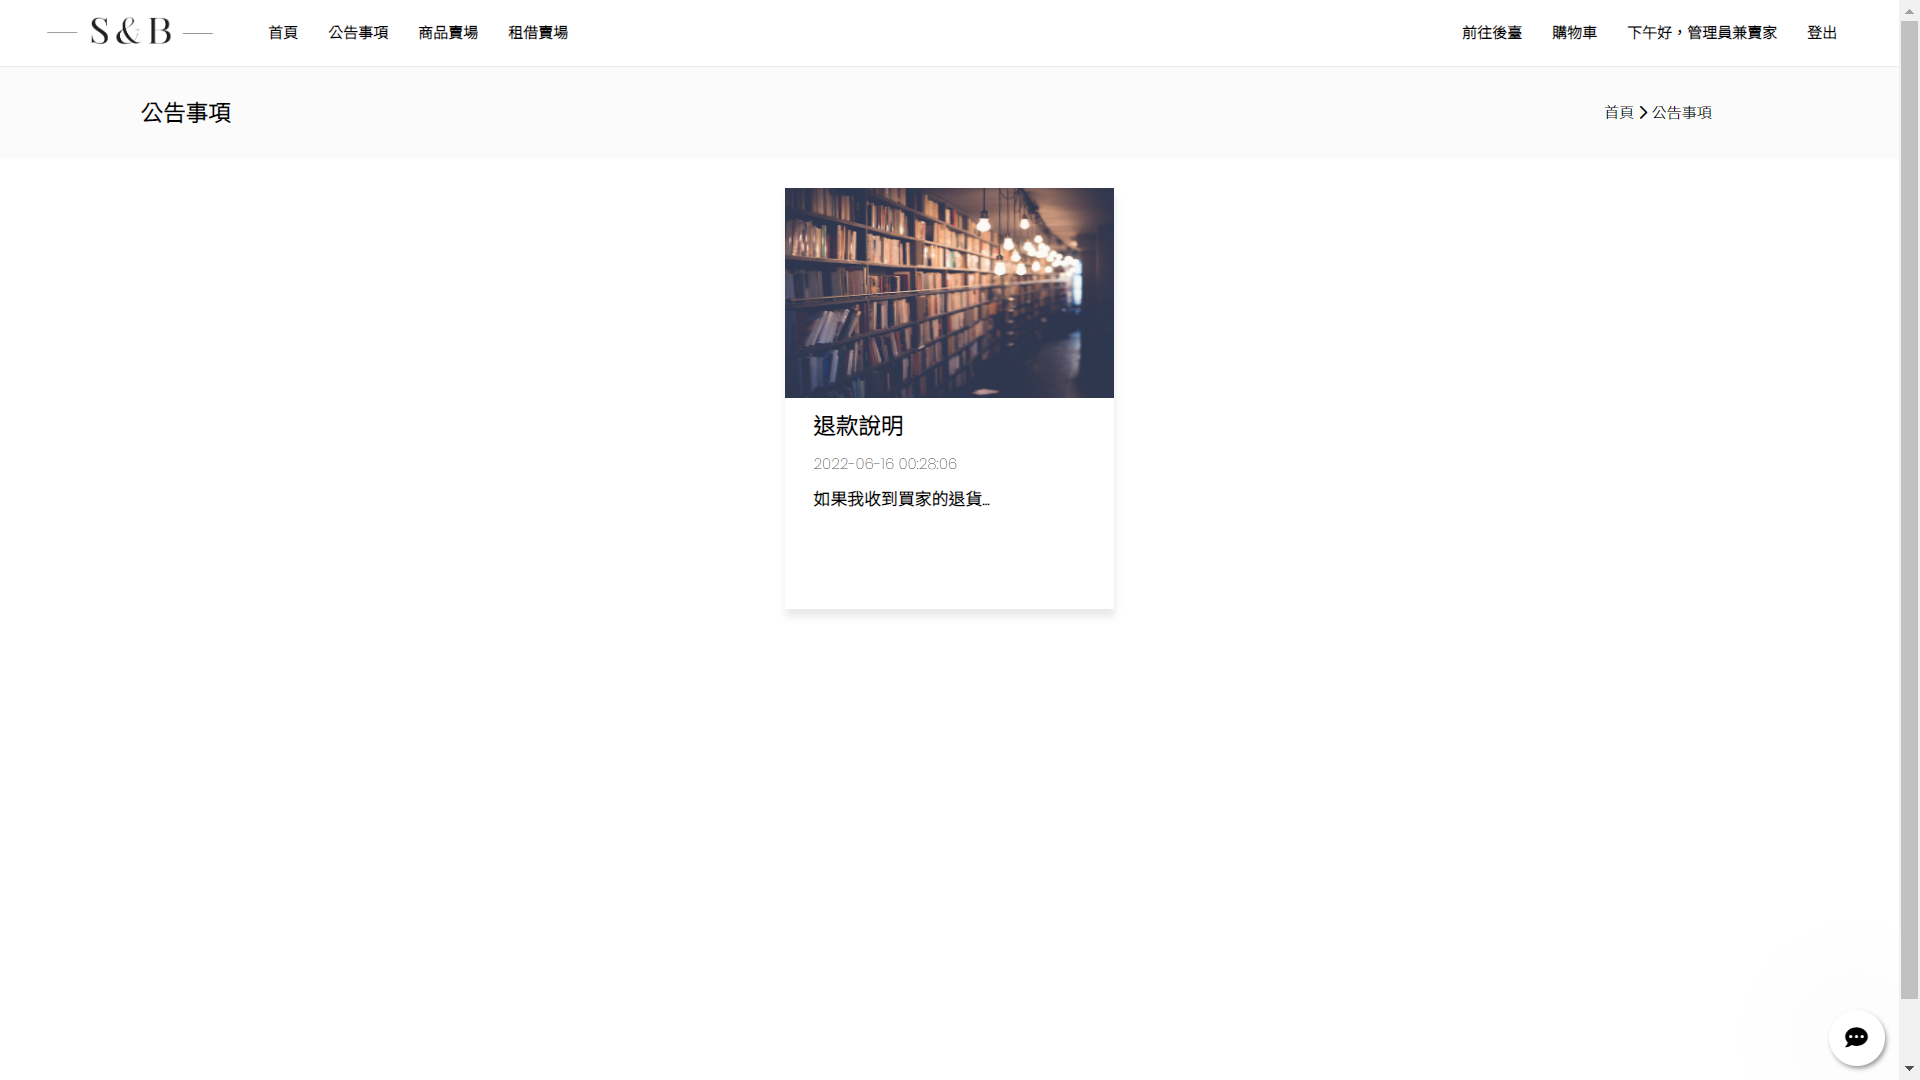 S & B
首頁 公告事項 商品賣場 租借賣場 前往後臺 購物車 下午好，管理員兼賣家 登出
公告事項
首頁 公告事項
退款說明
2022-06-16 00:28:06
如果我收到買家的退貨...